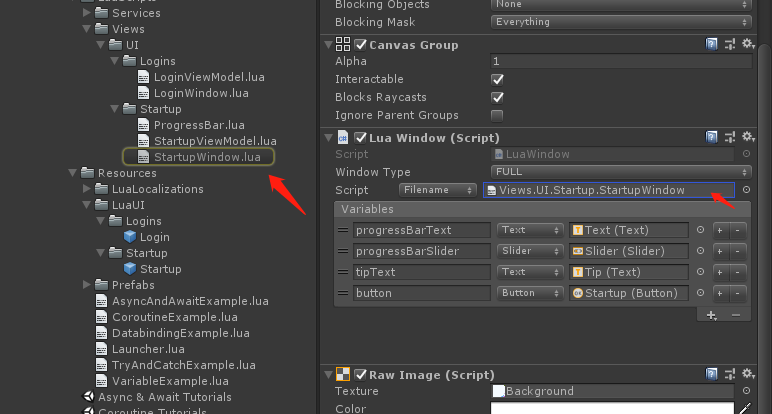 Services
Views
UI
Logins
LoginViewModel.lua
LoginWindow.lua
Startup
ProgressBar.lua
StartupViewModel.lua
StartupWindow.lua
Resources
LuaLocalizations
LuaUI
Logins
Login
Startup
Startup
Prefabs
AsyncAndAwaitExample.lua
CoroutineExample.lua
DatabindingExample.lua
Launcher.lua
TryAndCatchExample.lua
VariableExample.lua
Async & Await Tutorials
Coroutine Tutorials
Blocking Objects None
Blocking Mask Everything
Canvas Group
Alpha 1
Interactable
Blocks Raycasts
Ignore Parent Groups
Lua Window (Script)
Script LuaWindow
Window Type FULL
Script Filename Views.UI.Startup.StartupWindow
Variables
progressBarText Text Text (Text) + -
progressBarSlider Slider Slider (Slider) + -
tipText Text Tip (Text) + -
button Button Startup (Button) + -
Raw Image (Script)
Texture Background
Color